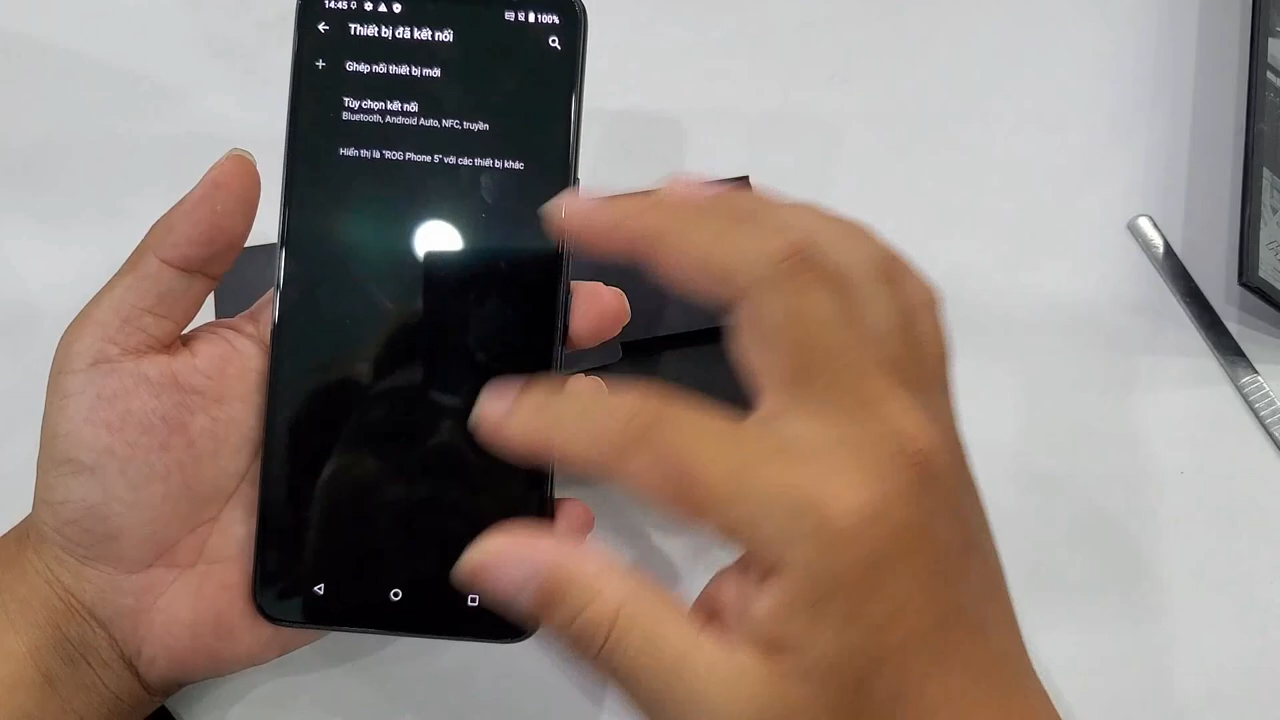 14:45
100%
Thiết bị đã kết nối
Ghép nối thiết bị mới
Tùy chọn kết nối
Bluetooth, Android Auto, NFC, truyền
Hiển thị là "ROG Phone 5" với các thiết bị khác